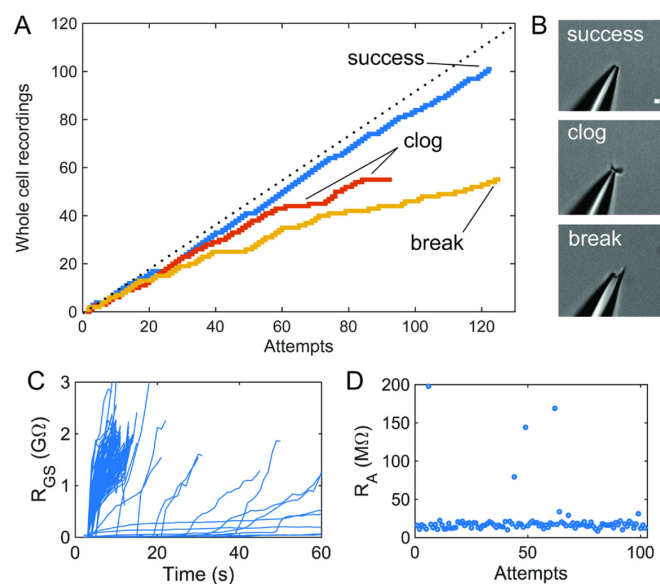 A
B
120
100
80
60
40
20
0
Whole cell recordings
success
clog
break
0
20
40
60
80
100
120
Attempts
success
clog
break
C
3
2
1
0
R_GS (GΩ)
0
20
40
60
Time (s)
D
200
150
100
50
0
R_A (MΩ)
0
50
100
Attempts